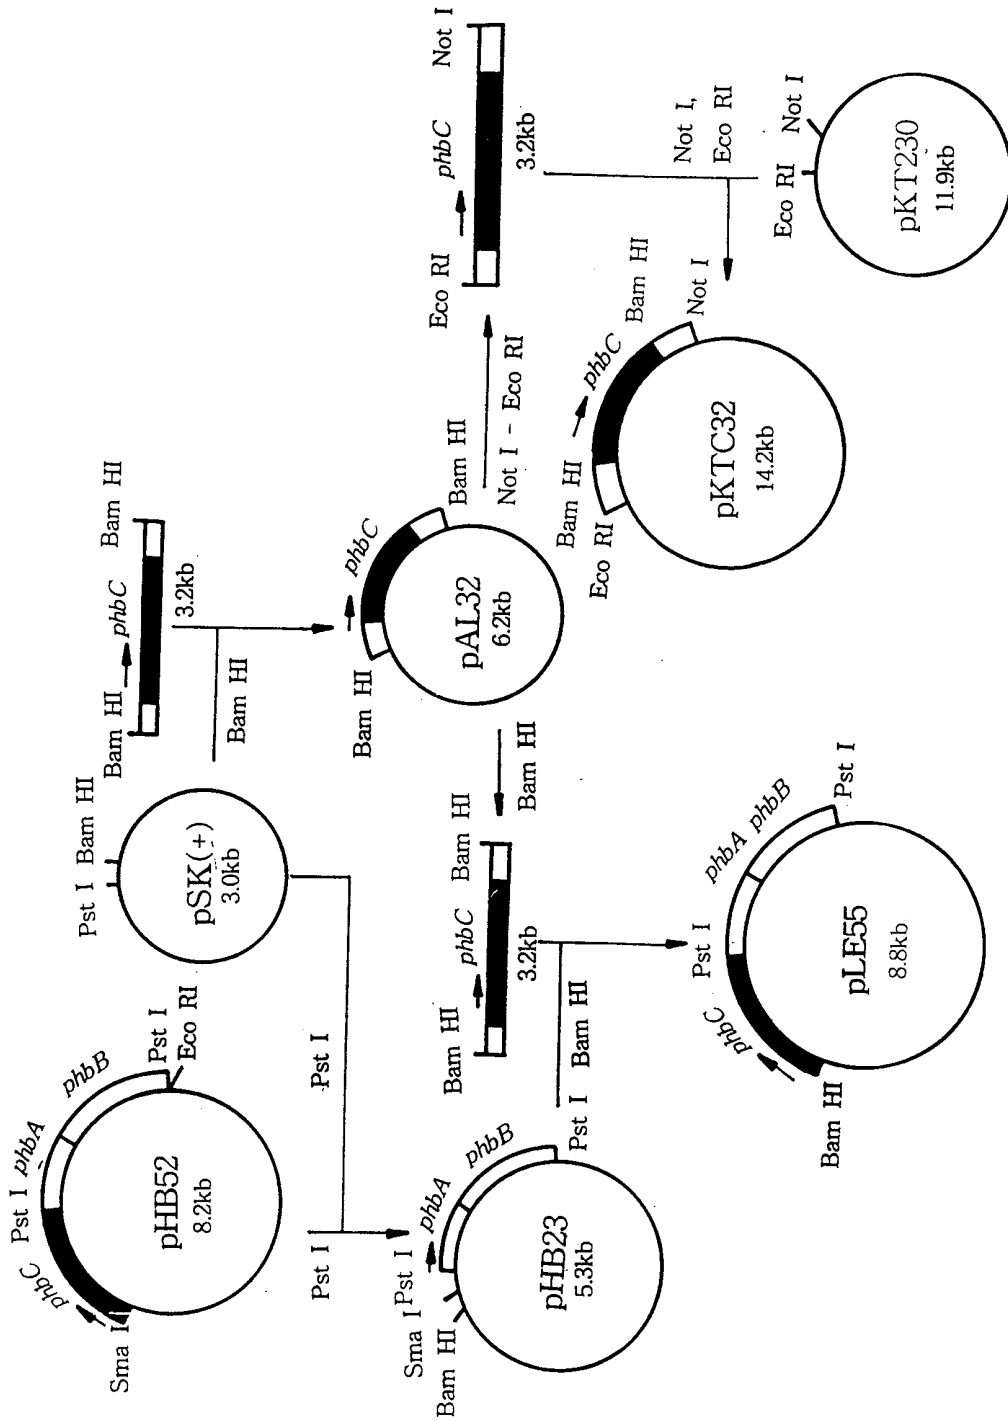 Sma I
phbC
Pst I
phbA
phbB
Pst I
Eco RI
pHB52
8.2kb
Pst I
Bam HI
pSK(+)
3.0kb
Bam HI
phbC
Bam HI
3.2kb
Bam HI
Pst I
Pst I
Bam HI
phbC
Bam HI
pAL32
6.2kb
Not I - Eco RI
Eco RI
phbC
Not I
3.2kb
Bam HI
Sma I
Pst I
phbA
phbB
Pst I
pHB23
5.3kb
Bam HI
Bam HI
phbC
Bam HI
3.2kb
Bam HI
Bam HI
phbC
Pst I
phbA
phbB
Pst I
pLE55
8.8kb
Eco RI
Bam HI
phbC
Bam HI
Not I
pKTC32
14.2kb
Not I,
Eco RI
Eco RI
Not I
pKT230
11.9kb